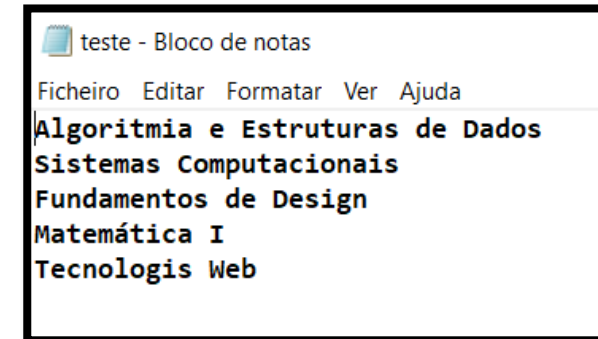 teste - Bloco de notas
Ficheiro Editar Formatar Ver Ajuda
Algoritmia e Estruturas de Dados
Sistemas Computacionais
Fundamentos de Design
Matemática I
Tecnologis Web